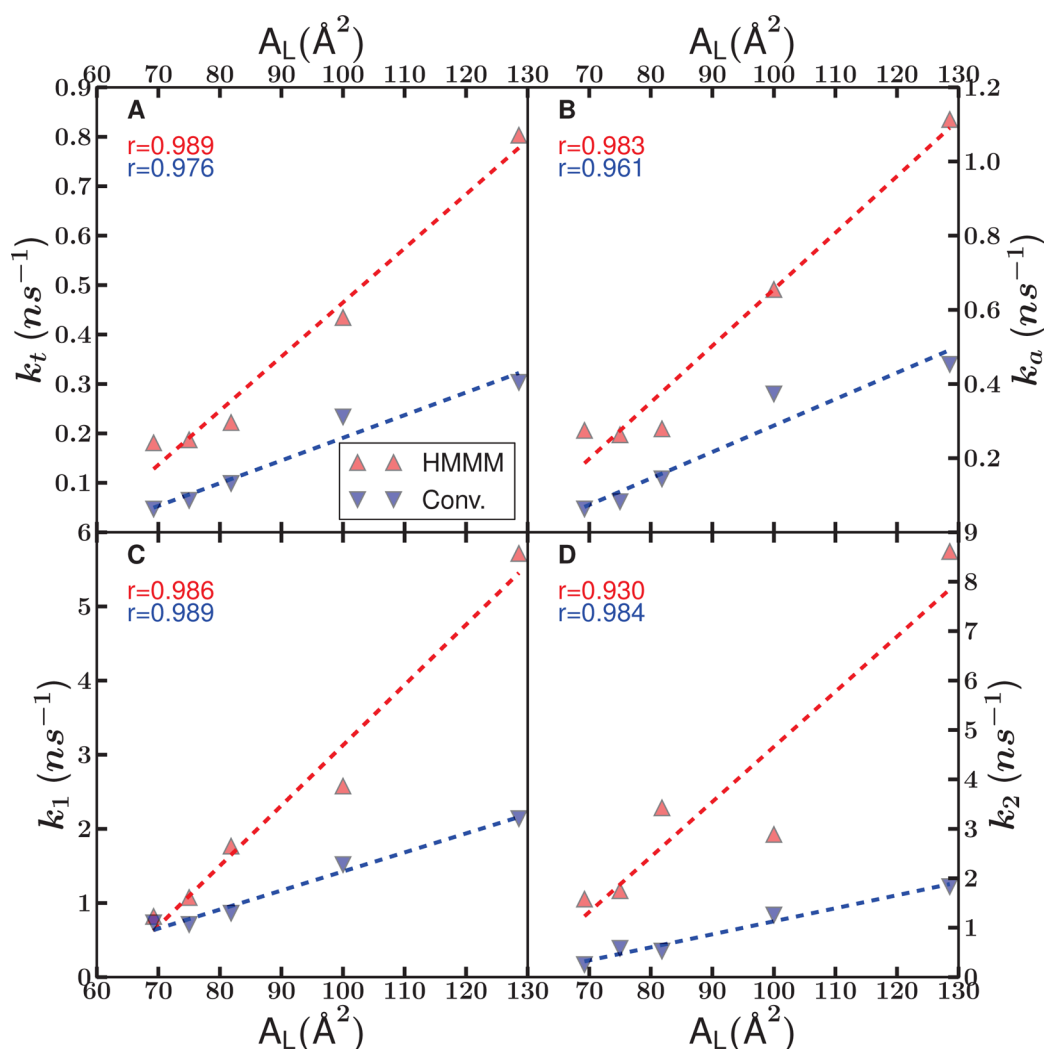 A_L(Å^2) A_L(Å^2)
60 70 80 90 100 110 120 130 70 80 90 100 110 120 130
A
r=0.989
r=0.976
0.9
0.8
0.7
0.6
0.5
0.4
0.3
0.2
0.1
k_t (ns^−1)
HMMM
Conv.
B
r=0.983
r=0.961
1.2
1.0
0.8
0.6
0.4
0.2
k_a (ns^−1)
C
r=0.986
r=0.989
6
5
4
3
2
1
0
k_1 (ns^−1)
D
r=0.930
r=0.984
9
8
7
6
5
4
3
2
1
0
k_2 (ns^−1)
60 70 80 90 100 110 120 130 70 80 90 100 110 120 130
A_L(Å^2) A_L(Å^2)